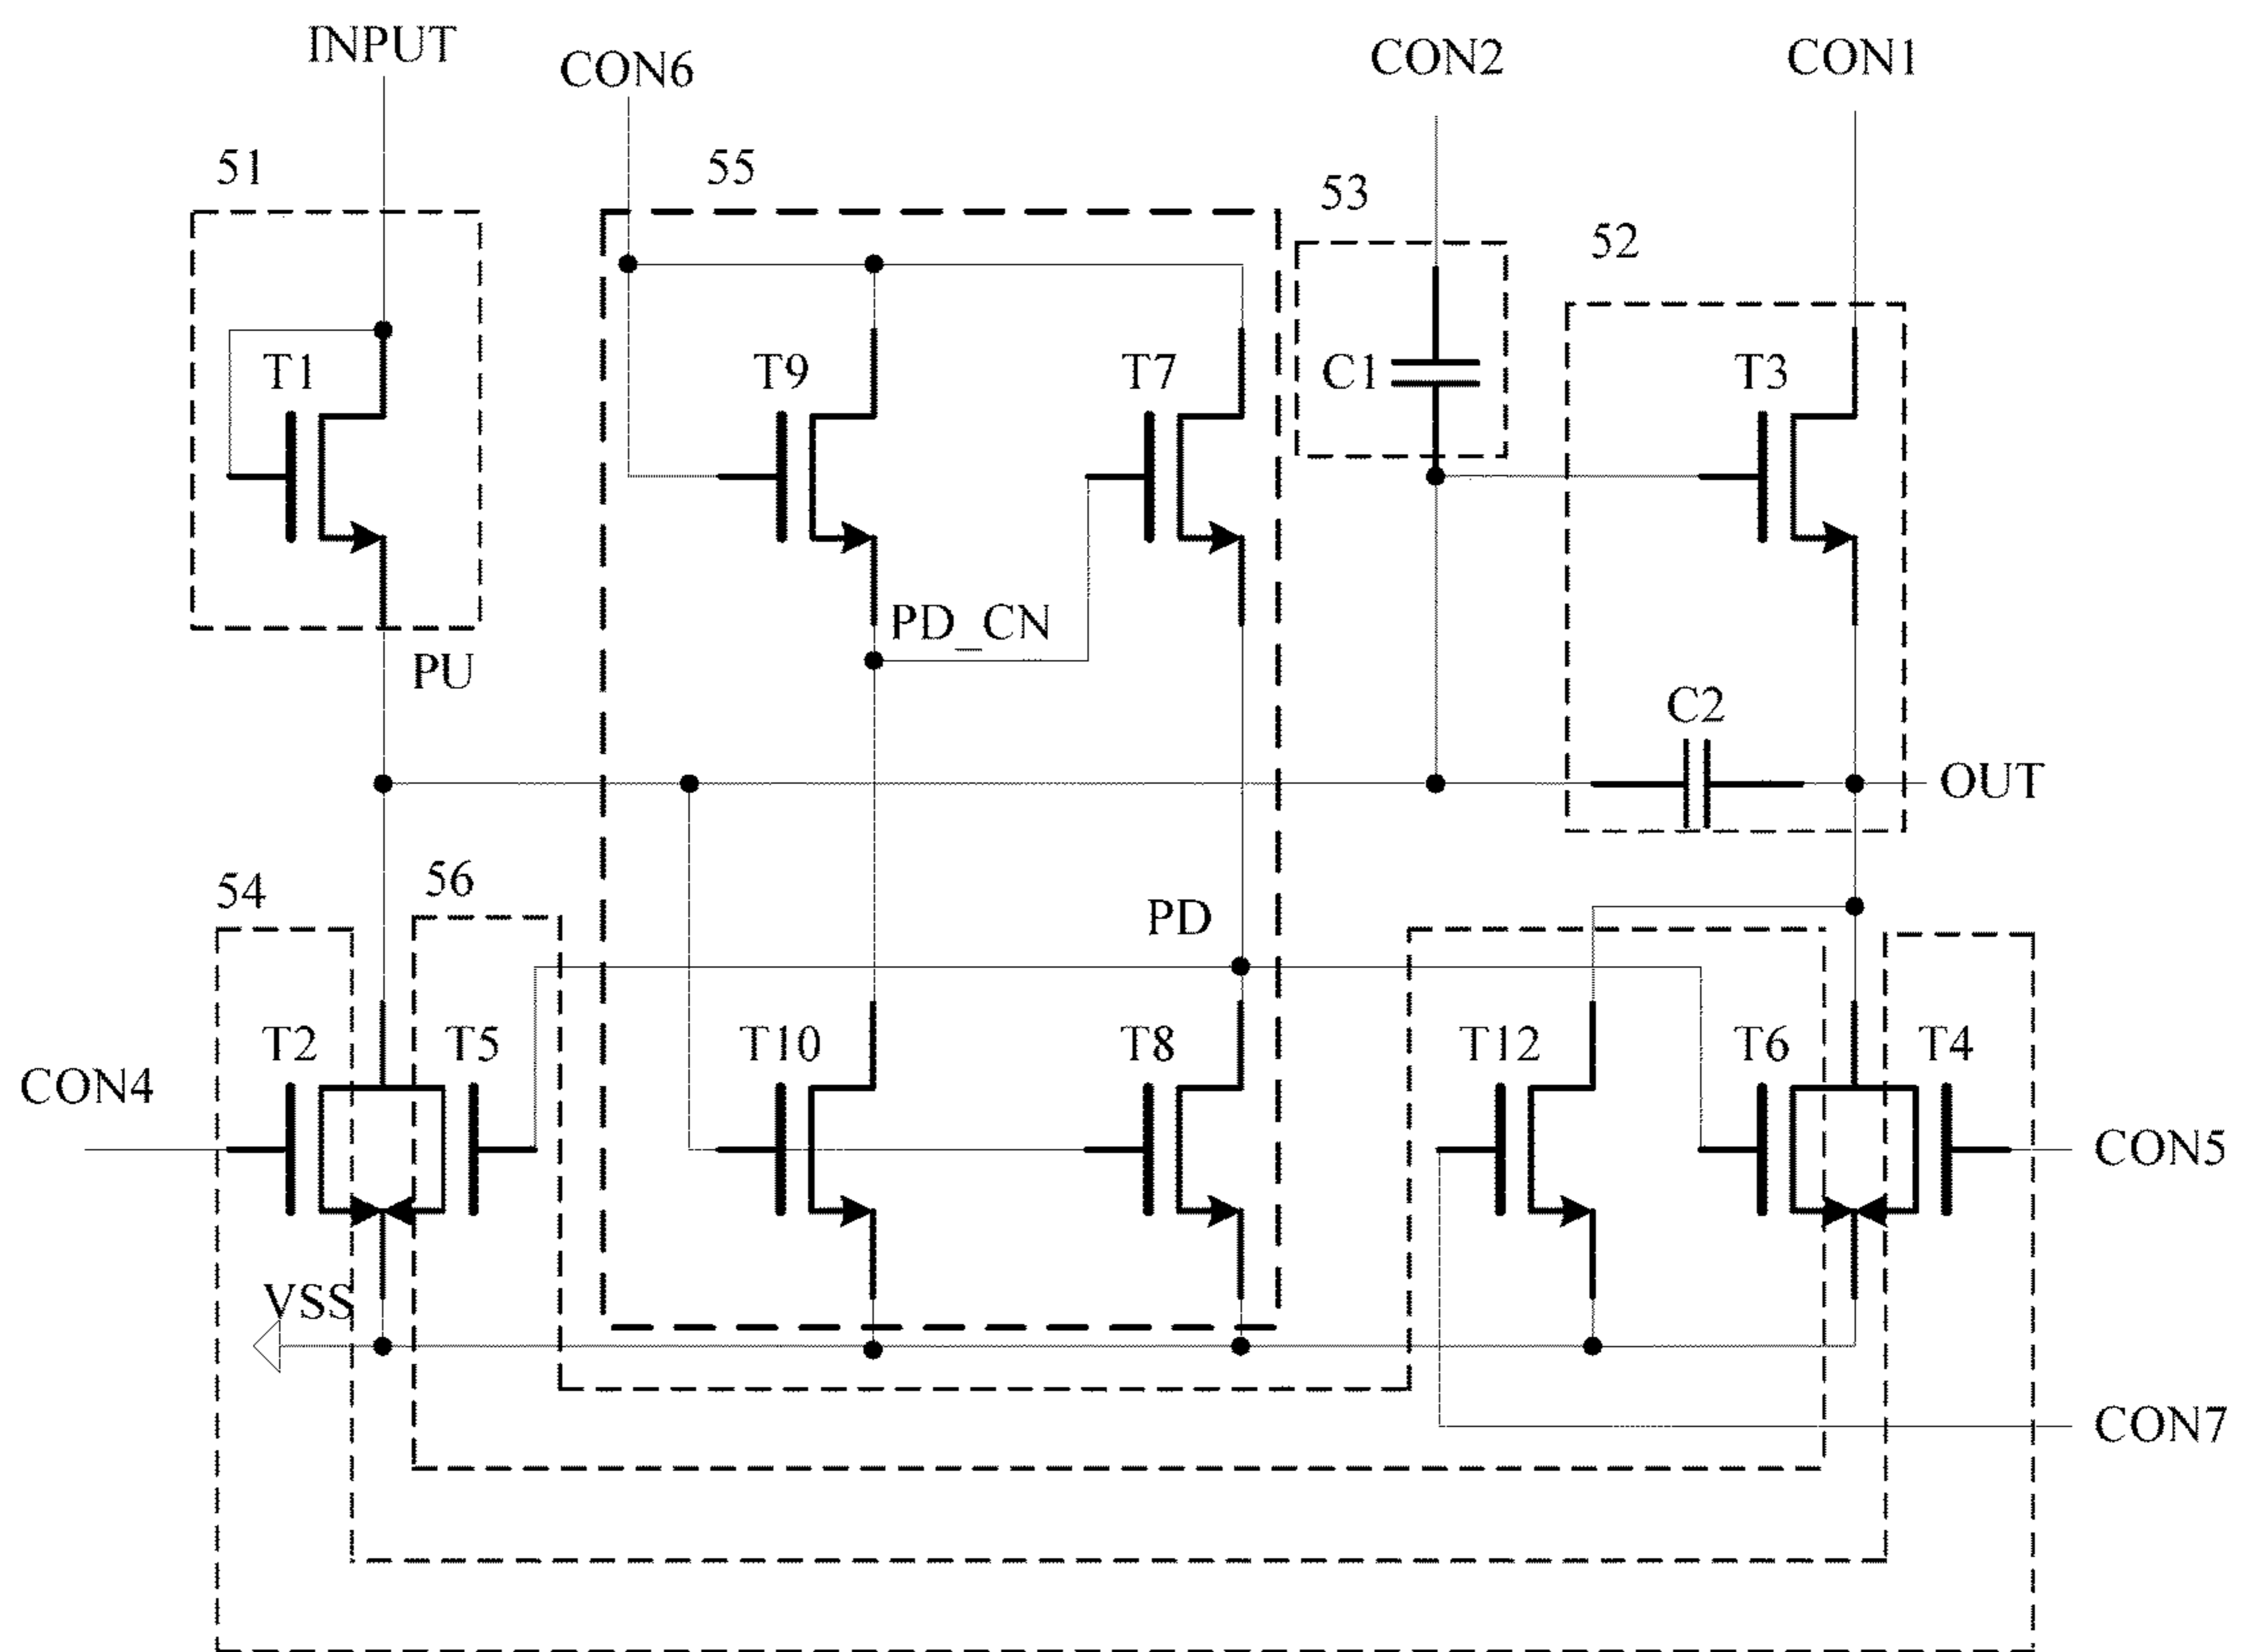 INPUT
CON6
CON2
CON1
51
55
53
52
T1
T9
T7
C1
T3
PD_CN
PU
C2
OUT
54
56
PD
T2
T5
T10
T8
T12
T6
T4
CON4
CON5
VSS
CON7